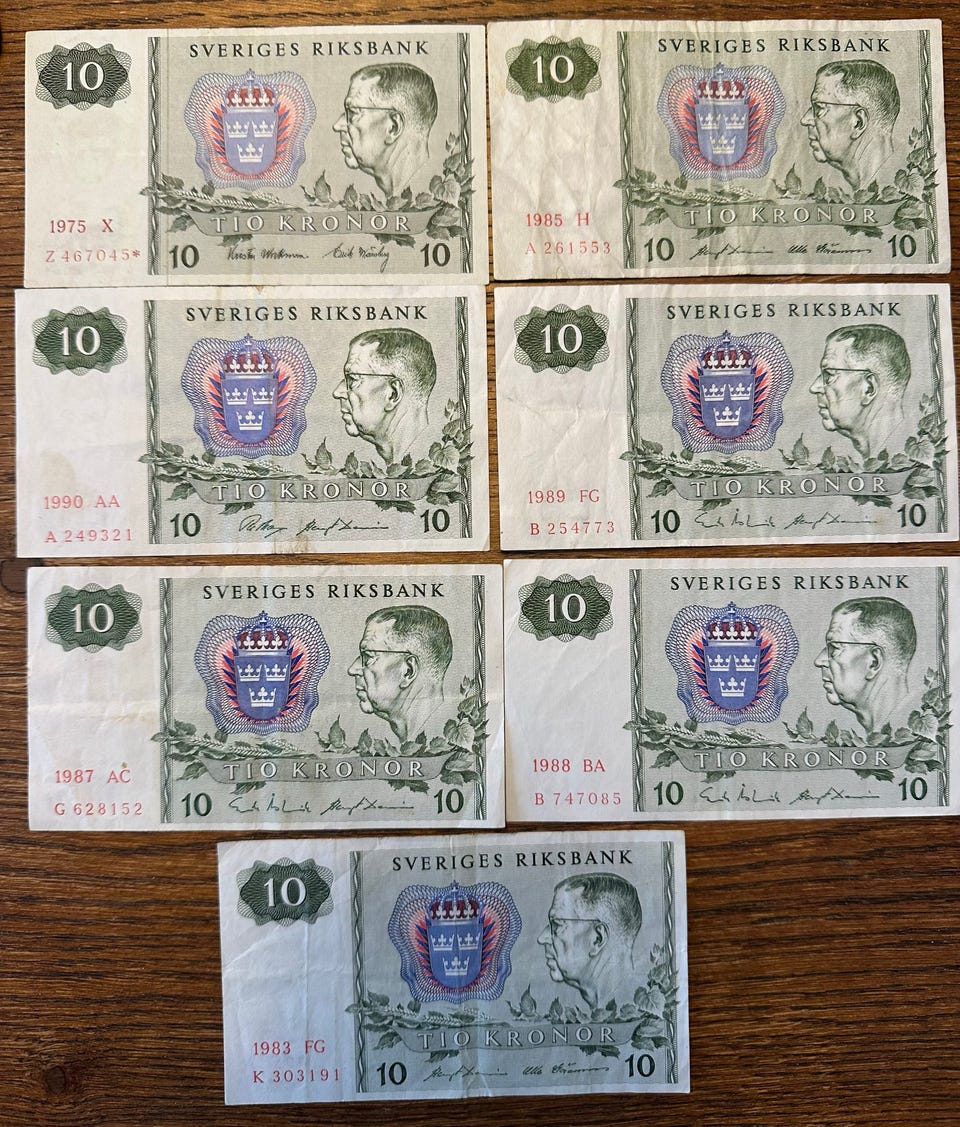 SVERIGES RIKSBANK
10
1975 X
Z 467045*
TIO KRONOR
10 10
SVERIGES RIKSBANK
10
1985 H
A 261553
TIO KRONOR
10 10
SVERIGES RIKSBANK
10
1990 AA
A 249321
TIO KRONOR
10 10
SVERIGES RIKSBANK
10
1989 FG
B 254773
TIO KRONOR
10 10
SVERIGES RIKSBANK
10
1987 AC
G 628152
TIO KRONOR
10 10
SVERIGES RIKSBANK
10
1988 BA
B 747085
TIO KRONOR
10 10
SVERIGES RIKSBANK
10
1983 FG
K 303191
TIO KRONOR
10 10